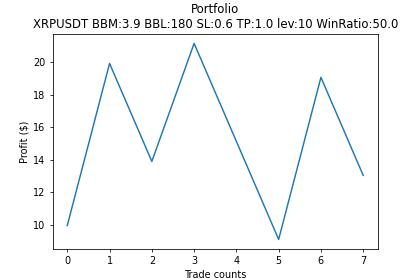 Portfolio
XRPUSDT BBM:3.9 BBL:180 SL:0.6 TP:1.0 lev:10 WinRatio:50.0
20
18
16
14
12
10
Profit ($)
0 1 2 3 4 5 6 7
Trade counts